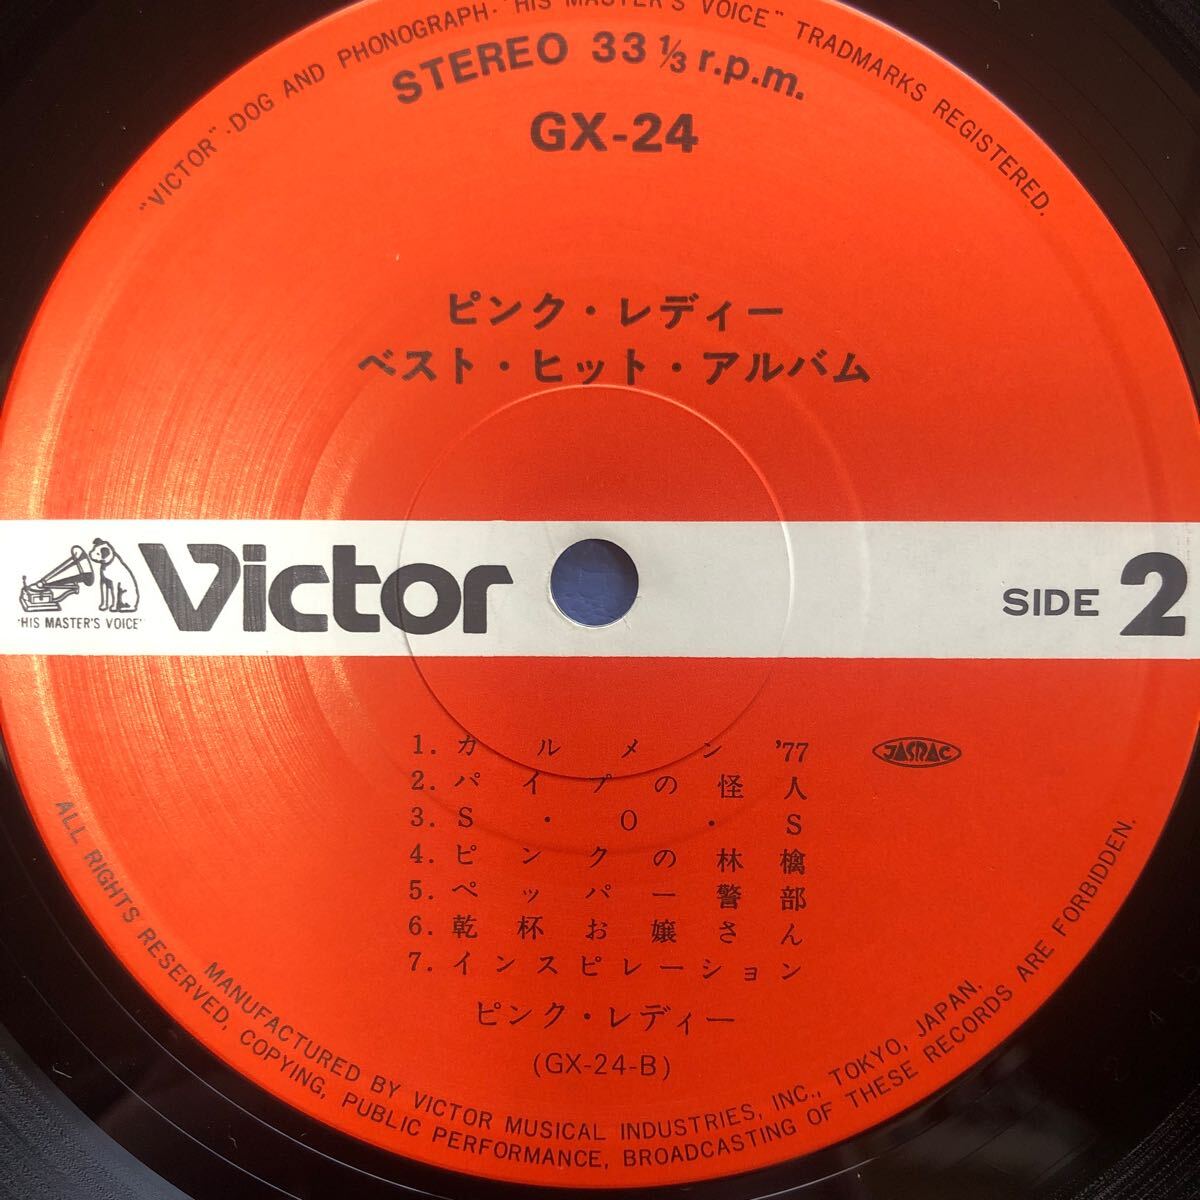 "VICTOR"-DOG AND PHONOGRAPH-"HIS MASTER'S VOICE" TRADMARKS REGISTERED.
STEREO 33 1/3 r.p.m.
GX-24
ピンク・レディー
ベスト・ヒット・アルバム
"HIS MASTER'S VOICE"
Victor
SIDE 2
1. カルメン '77
JASRAC
2. パイプの怪人
3. S・O・S
4. ピンクの林檎
5. ペッパー警部
6. 乾杯お嬢さん
7. インスピレーション
ピンク・レディー
(GX-24-B)
MANUFACTURED BY VICTOR MUSICAL INDUSTRIES, INC., TOKYO, JAPAN.
ALL RIGHTS RESERVED, COPYING, PUBLIC PERFORMANCE, BROADCASTING OF THESE RECORDS ARE FORBIDDEN.